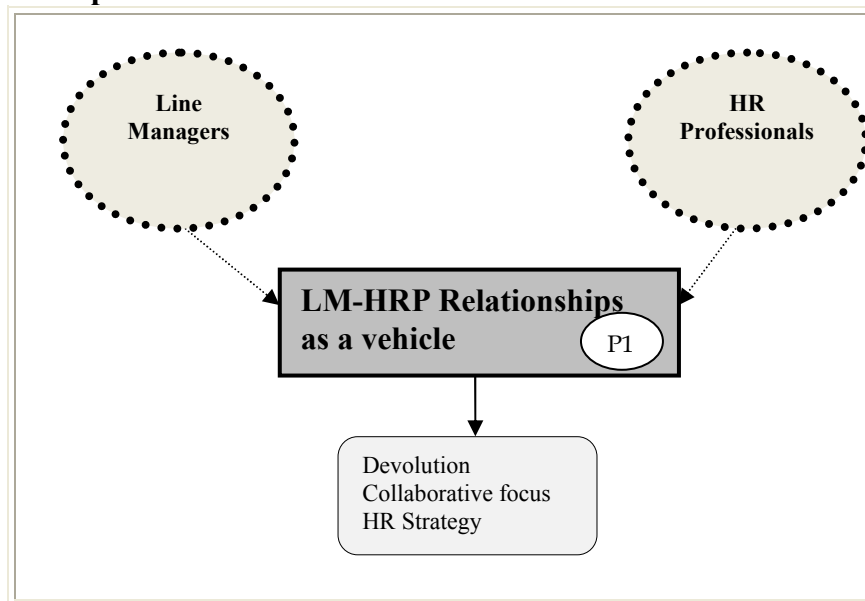 Line
Managers
HR
Professionals
LM-HRP Relationships
as a vehicle
P1
Devolution
Collaborative focus
HR Strategy